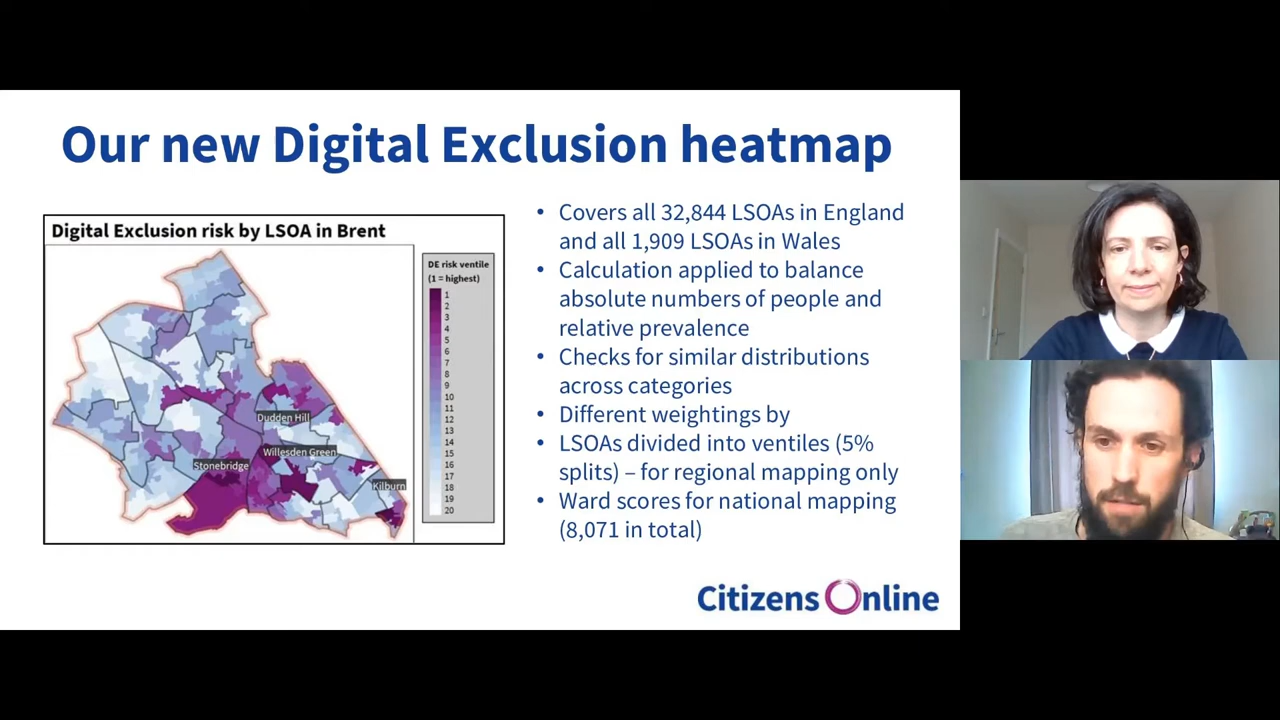 Our new Digital Exclusion heatmap
Digital Exclusion risk by LSOA in Brent
DE risk ventile
(1 = highest)
1
2
3
4
5
6
7
8
9
10
11
12
13
14
15
16
17
18
19
20
Dudden Hill
Willesden Green
Stonebridge
Kilburn
• Covers all 32,844 LSOAs in England
and all 1,909 LSOAs in Wales
• Calculation applied to balance
absolute numbers of people and
relative prevalence
• Checks for similar distributions
across categories
• Different weightings by
• LSOAs divided into ventiles (5%
splits) – for regional mapping only
• Ward scores for national mapping
(8,071 in total)
Citizens Online